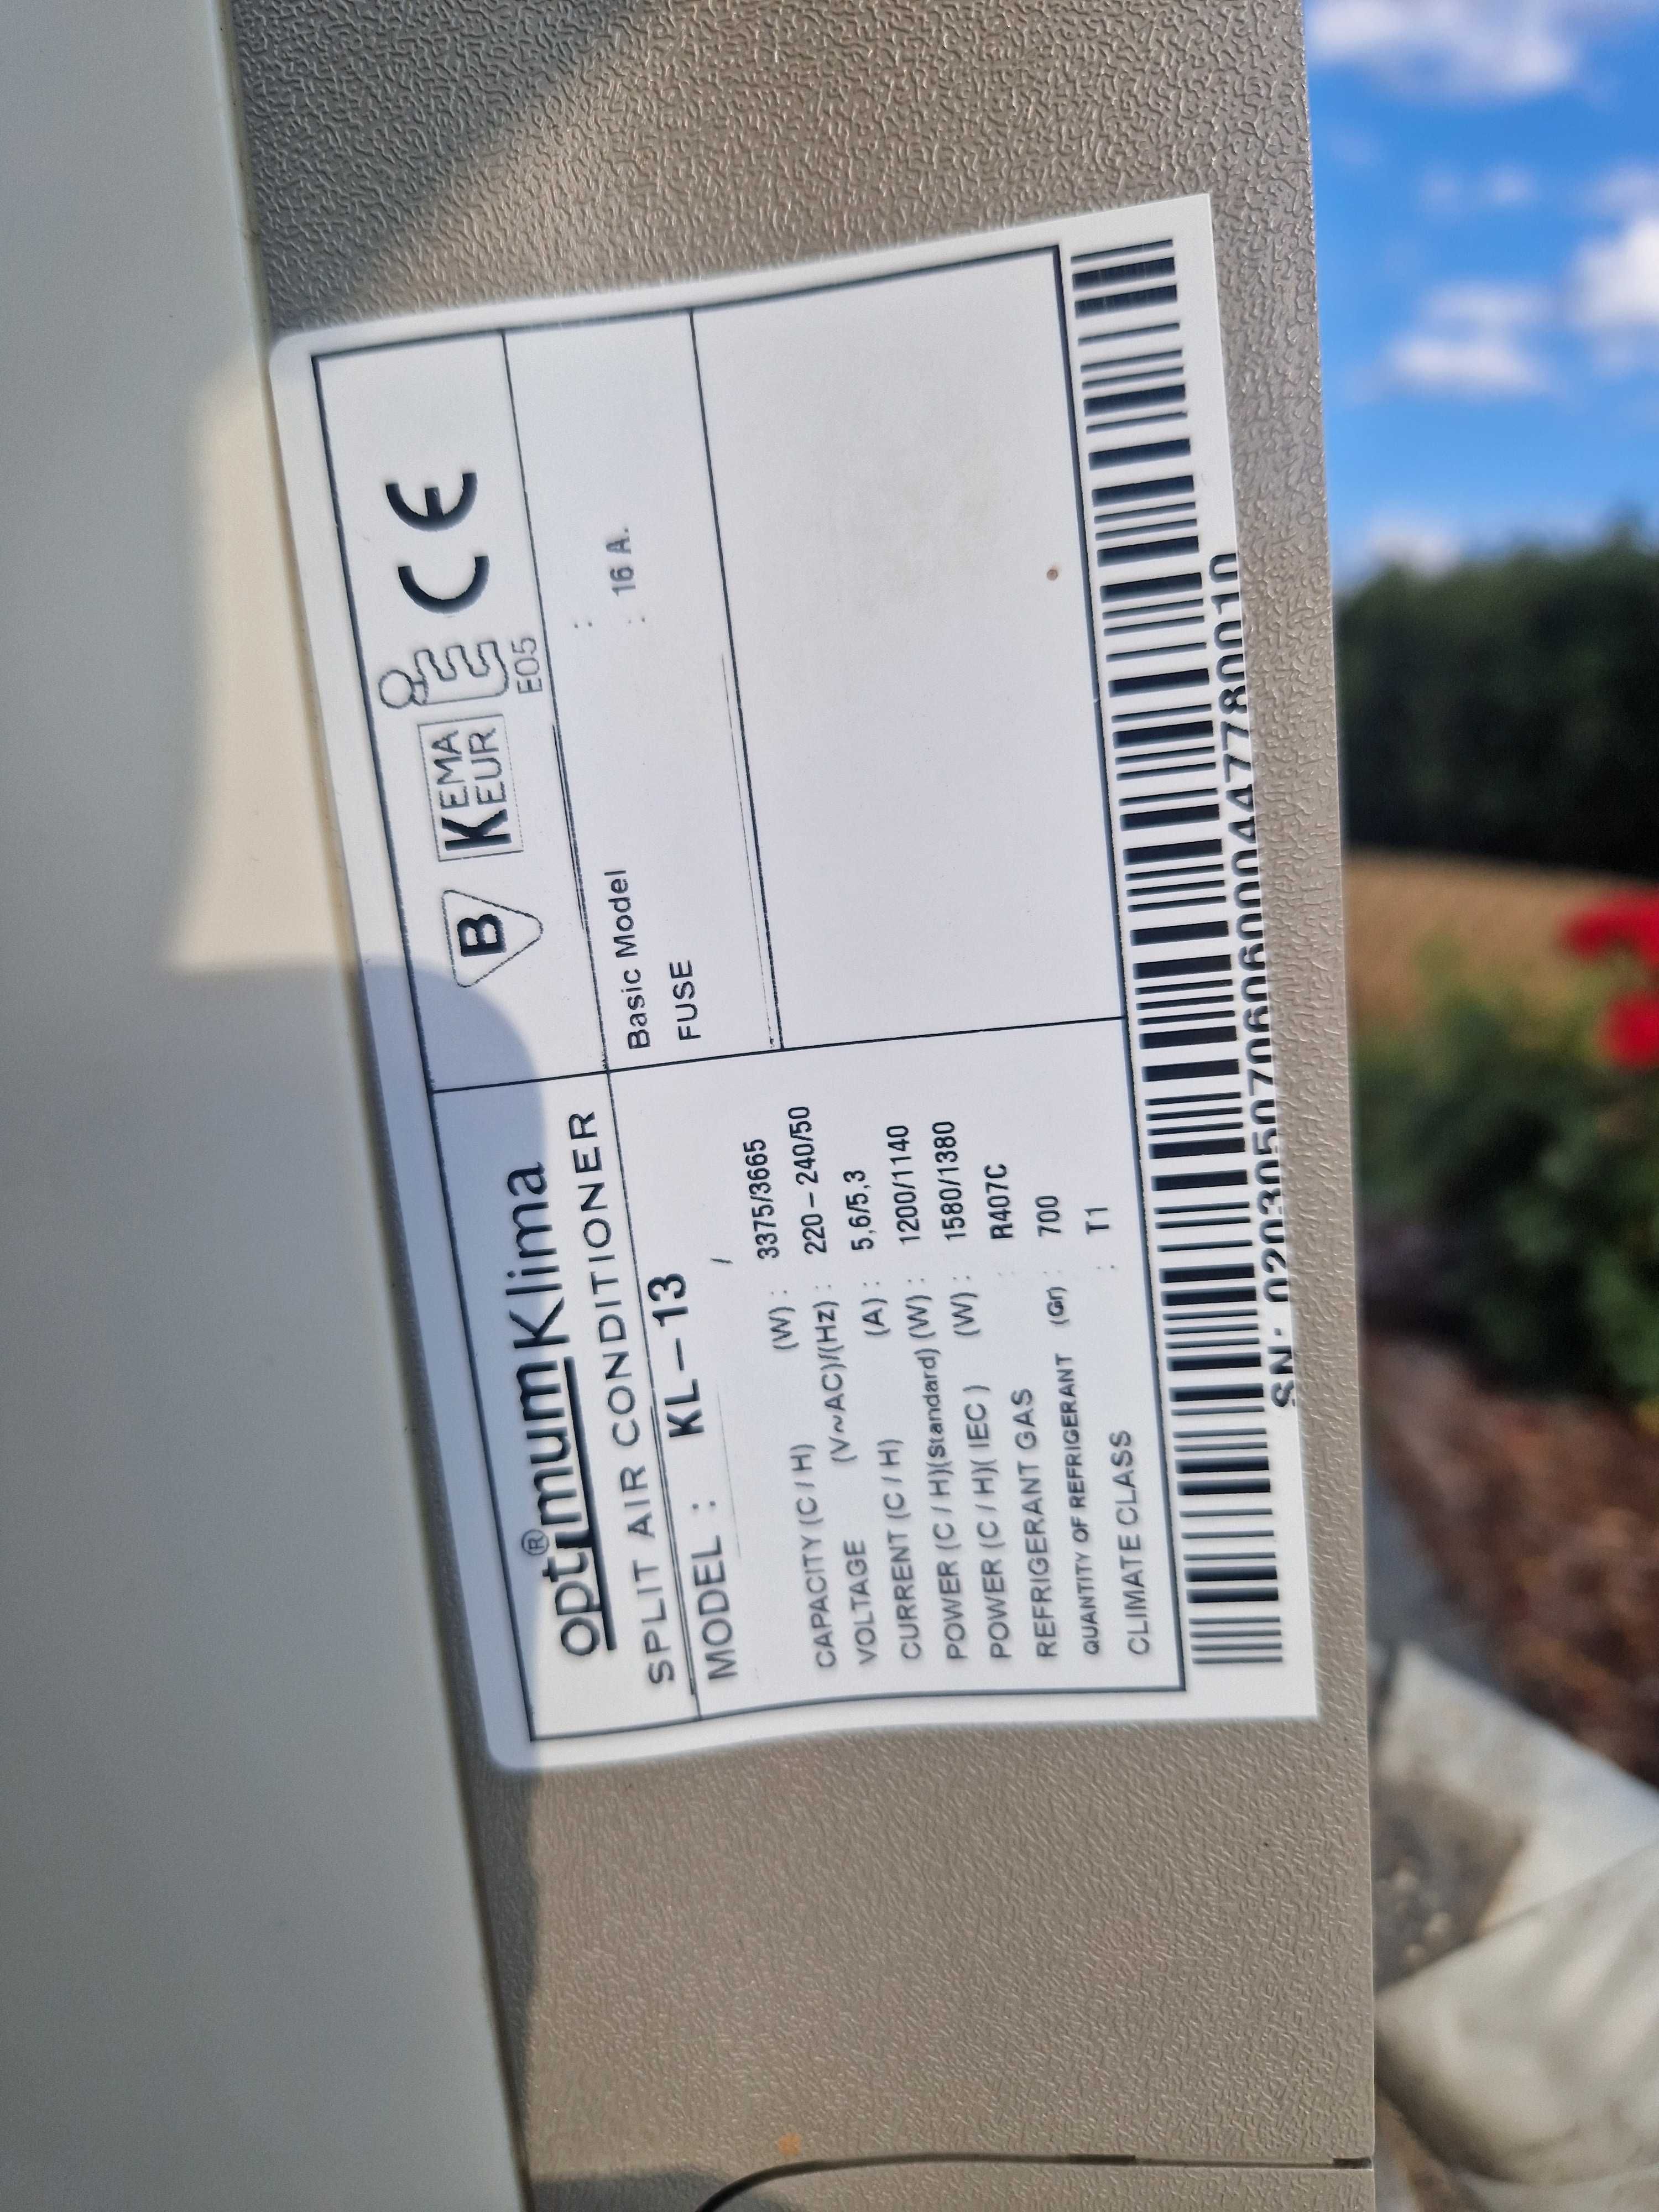 optimumKlima®
SPLIT AIR CONDITIONER
B KEMA KEUR E05 CE
MODEL : KL-13
/
Basic Model :
FUSE : 16 A.
CAPACITY (C / H) (W) : 3375/3665
VOLTAGE (V~AC)/(Hz) : 220-240/50
CURRENT (C / H) (A) : 5,6/5,3
POWER (C / H)(Standard) (W) : 1200/1140
POWER (C / H)( IEC ) (W) : 1580/1380
REFRIGERANT GAS : R407C
QUANTITY OF REFRIGERANT (Gr) : 700
CLIMATE CLASS : T1
SN: